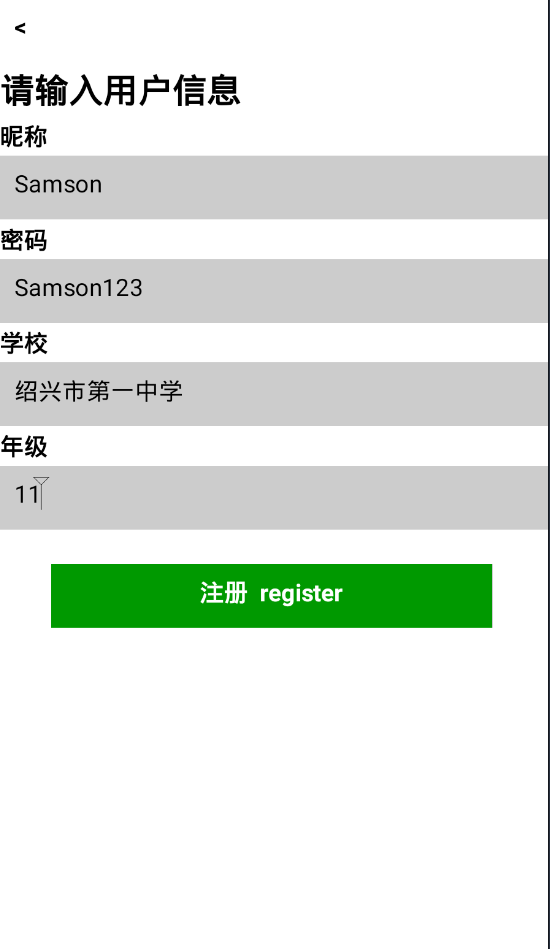 <
请输入用户信息
昵称
Samson
密码
Samson123
学校
绍兴市第一中学
年级
11
注册 register